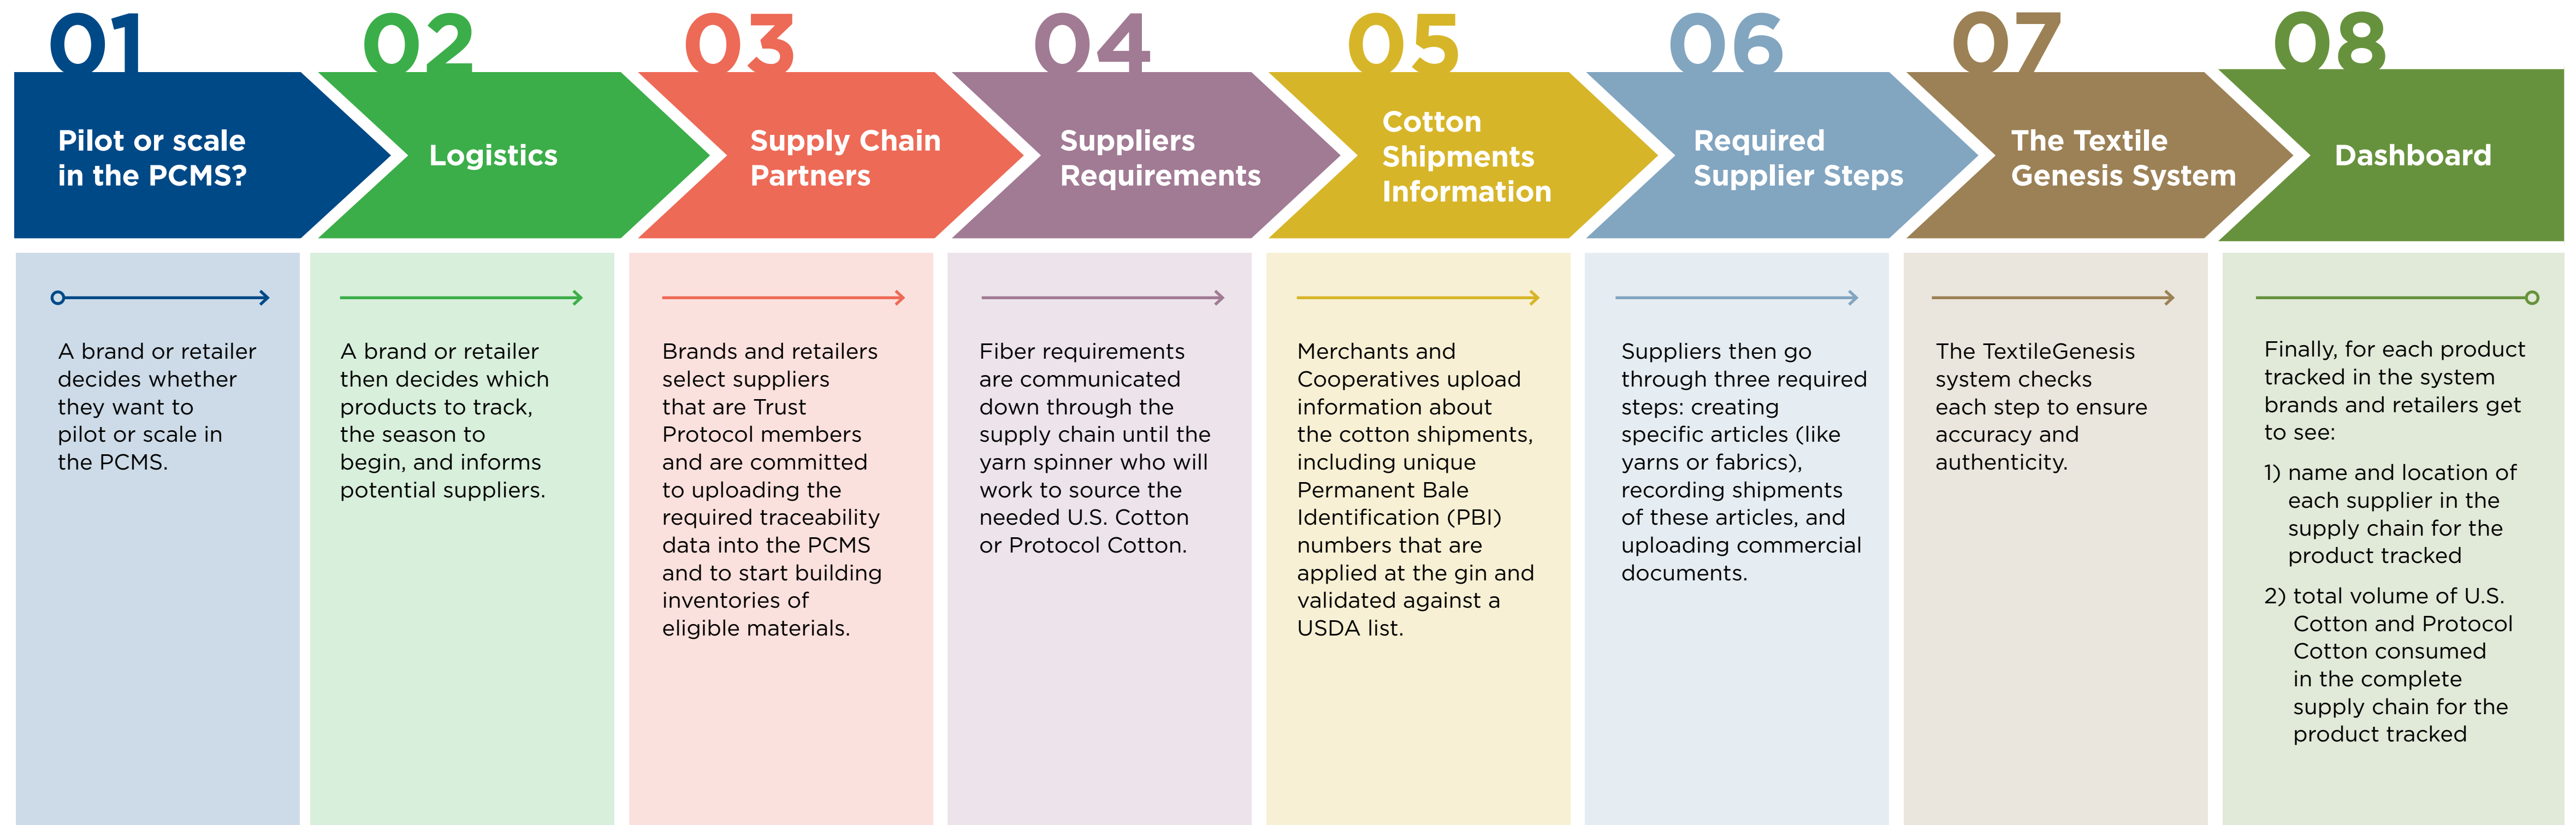 01
Pilot or scale
in the PCMS?
A brand or retailer
decides whether
they want to
pilot or scale in
the PCMS.
02
Logistics
A brand or retailer
then decides which
products to track,
the season to
begin, and informs
potential suppliers.
03
Supply Chain
Partners
Brands and retailers
select suppliers
that are Trust
Protocol members
and are committed
to uploading the
required traceability
data into the PCMS
and to start building
inventories of
eligible materials.
04
Suppliers
Requirements
Fiber requirements
are communicated
down through the
supply chain until the
yarn spinner who will
work to source the
needed U.S. Cotton
or Protocol Cotton.
05
Cotton
Shipments
Information
Merchants and
Cooperatives upload
information about
the cotton shipments,
including unique
Permanent Bale
Identification (PBI)
numbers that are
applied at the gin and
validated against a
USDA list.
06
Required
Supplier Steps
Suppliers then go
through three required
steps: creating
specific articles (like
yarns or fabrics),
recording shipments
of these articles, and
uploading commercial
documents.
07
The Textile
Genesis System
The TextileGenesis
system checks
each step to ensure
accuracy and
authenticity.
08
Dashboard
Finally, for each product
tracked in the system
brands and retailers get
to see:
1) name and location of
each supplier in the
supply chain for the
product tracked
2) total volume of U.S.
Cotton and Protocol
Cotton consumed
in the complete
supply chain for the
product tracked